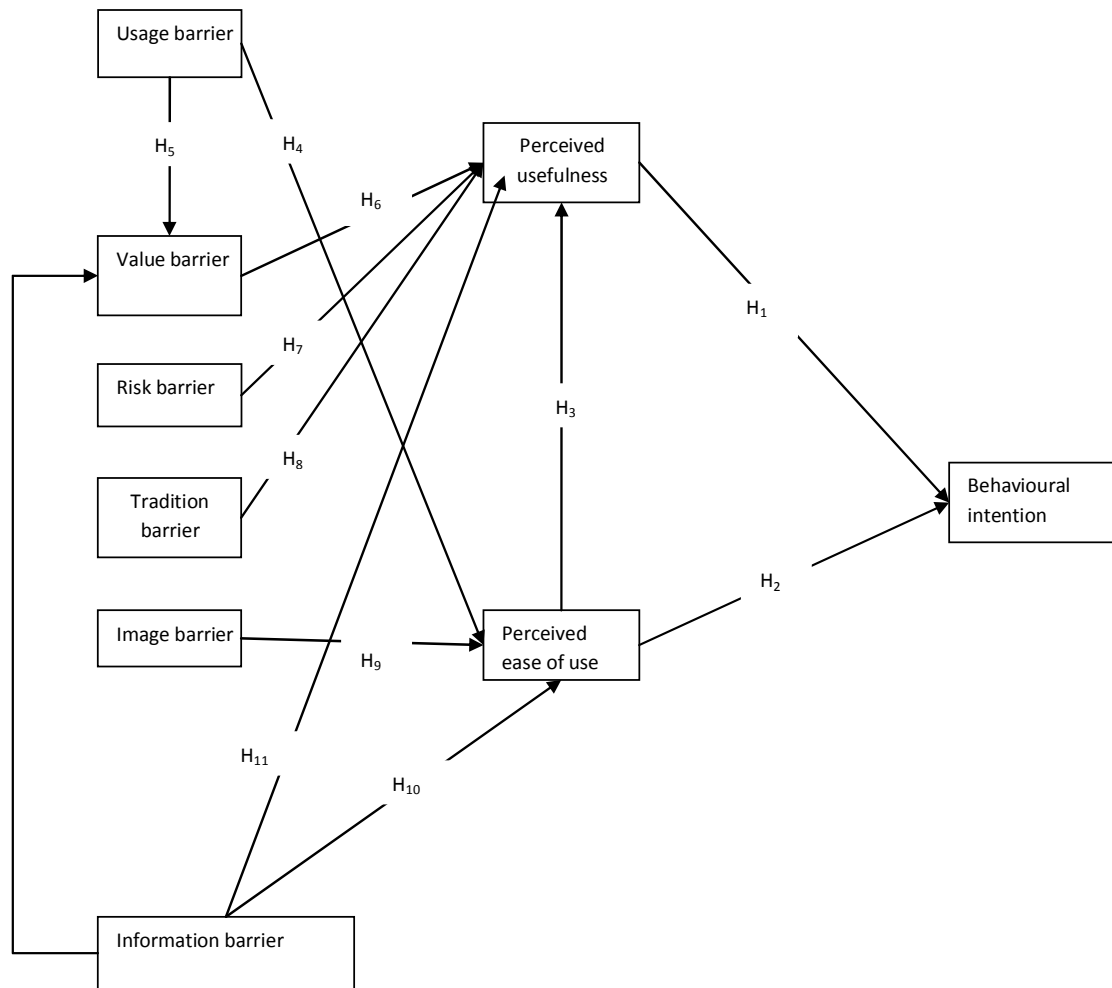 Usage barrier
H₄
H₅
Perceived
usefulness
H₆
Value barrier
H₁
H₇
Risk barrier
H₃
H₈
Tradition
barrier
Behavioural
intention
H₂
Image barrier
Perceived
ease of use
H₉
H₁₁
H₁₀
Information barrier